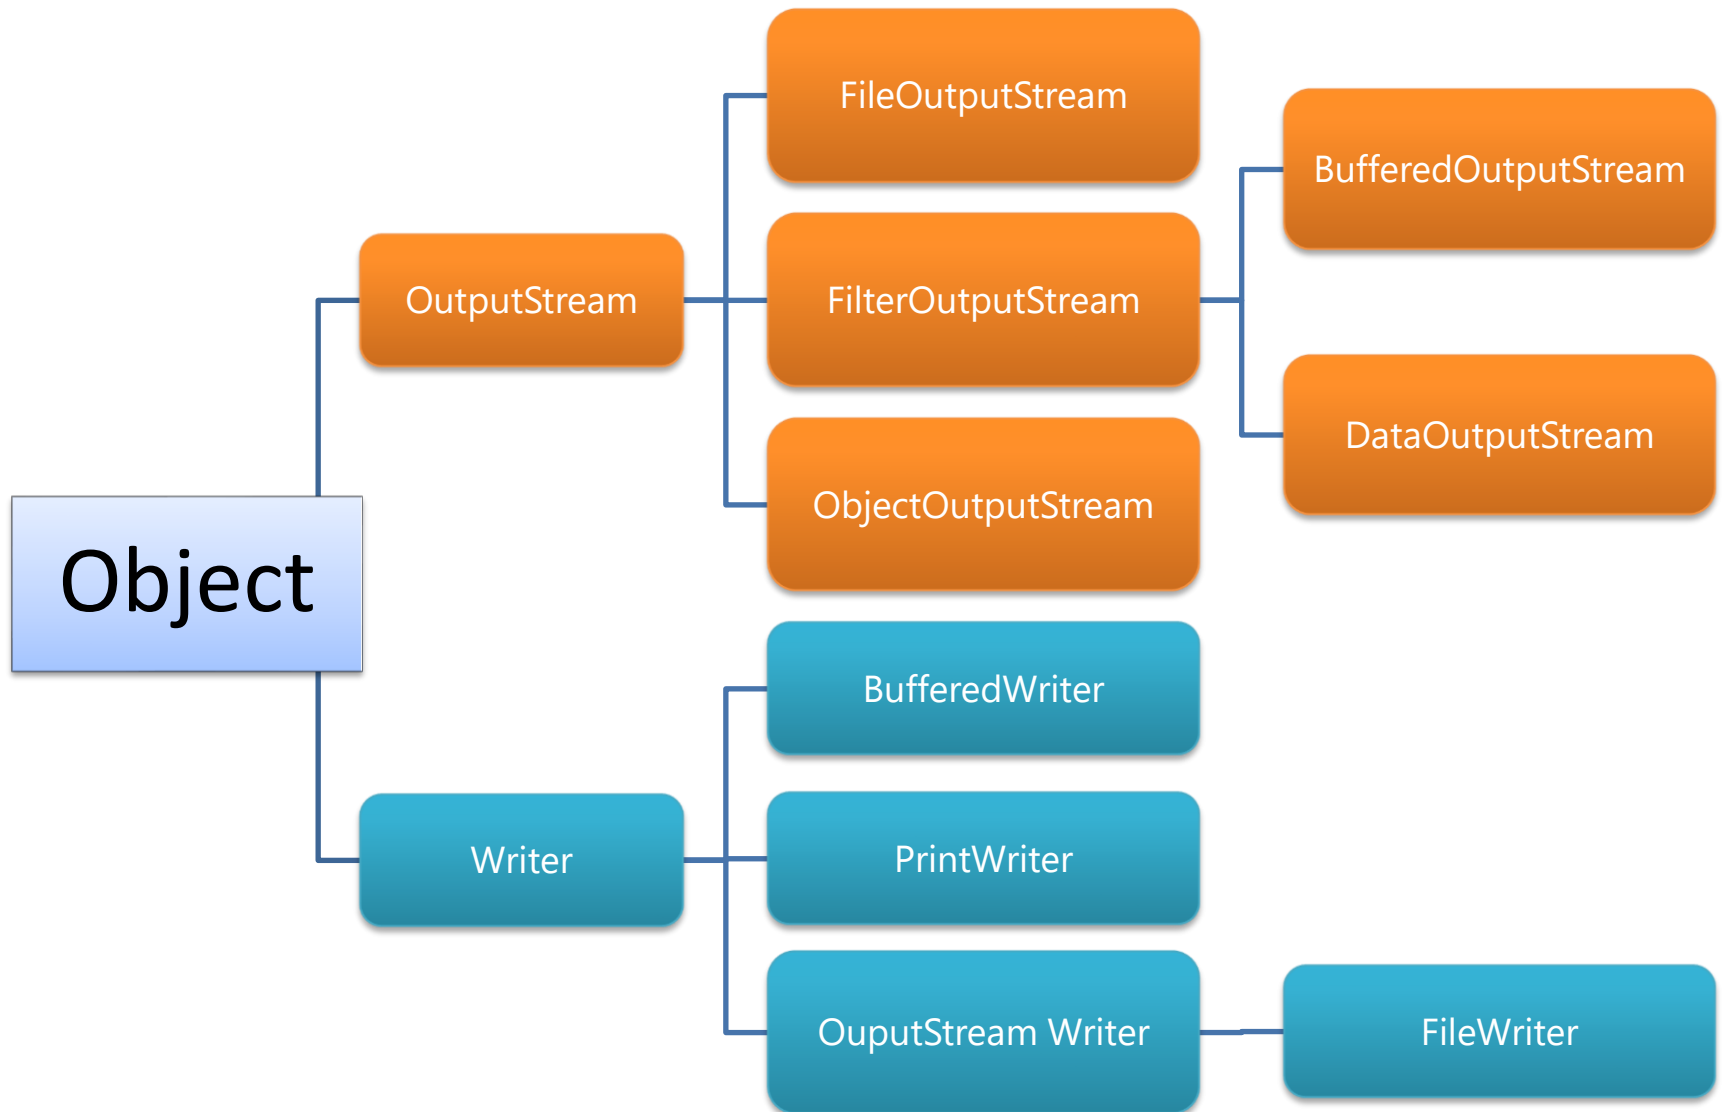 Object
OutputStream
FileOutputStream
FilterOutputStream
BufferedOutputStream
DataOutputStream
ObjectOutputStream
Writer
BufferedWriter
PrintWriter
OuputStream Writer
FileWriter